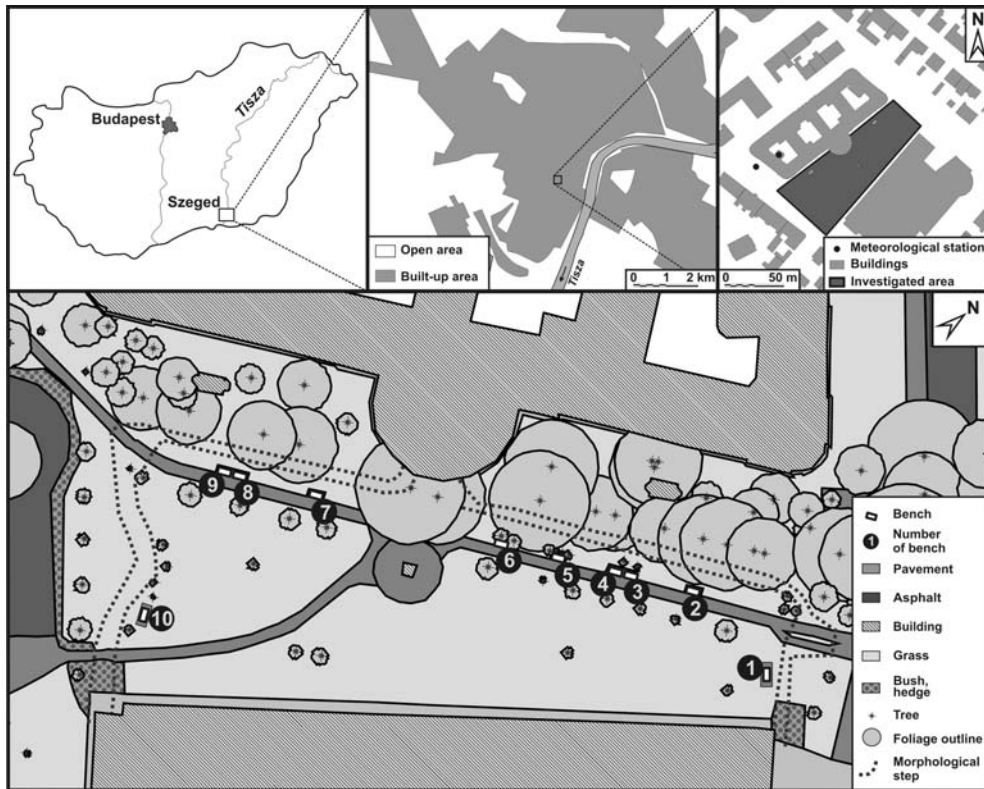 Budapest
Tisza
Szeged
Open area
Built-up area
Tisza
0 1 2 km
N
Meteorological station
Buildings
0 50 m
Investigated area
N
9
8
7
6
5
4
3
2
10
1
Bench
1 Number
of bench
Pavement
Asphalt
Building
Grass
Bush,
hedge
Tree
Foliage outline
Morphological
step